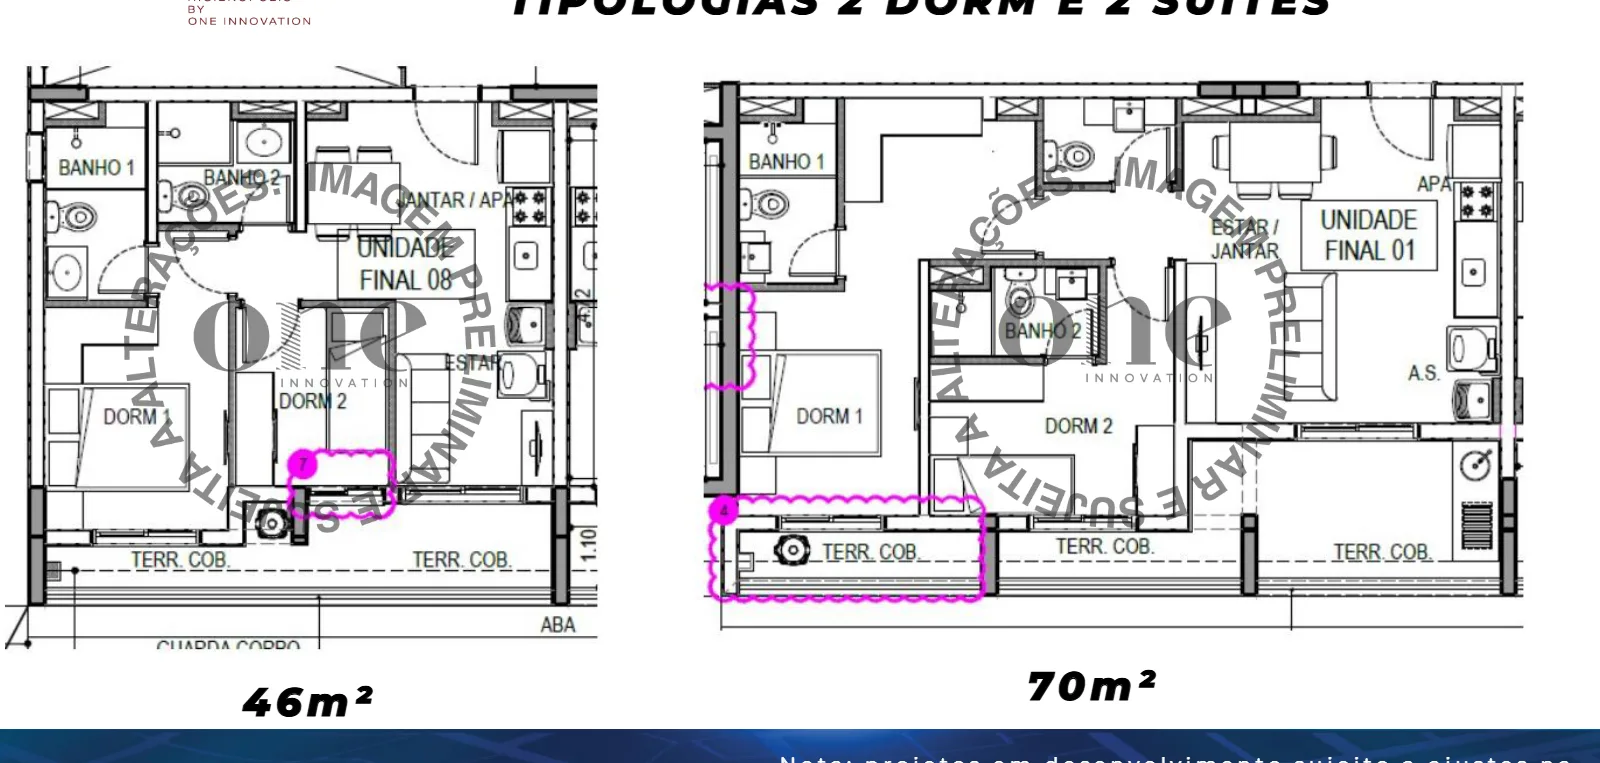 BY
ONE INNOVATION
TIPOLOGIAS 2 DORM E 2 SUÍTES
BANHO 1
BANHO 2
JANTAR / APA
UNIDADE
FINAL 08
ESTAR
DORM 1
DORM 2
7
TERR. COB.
TERR. COB.
1.10
ABA
GUARDA CORPO
IMAGEM PRELIMINAR E SUJEITA A ALTERAÇÕES.
one
INNOVATION
46m²
BANHO 1
APA
ESTAR /
JANTAR
UNIDADE
FINAL 01
BANHO 2
A.S.
DORM 1
DORM 2
4
TERR. COB.
TERR. COB.
TERR. COB.
IMAGEM PRELIMINAR E SUJEITA A ALTERAÇÕES.
one
INNOVATION
70m²
Nota: projetos em desenvolvimento sujeito a ajustes no